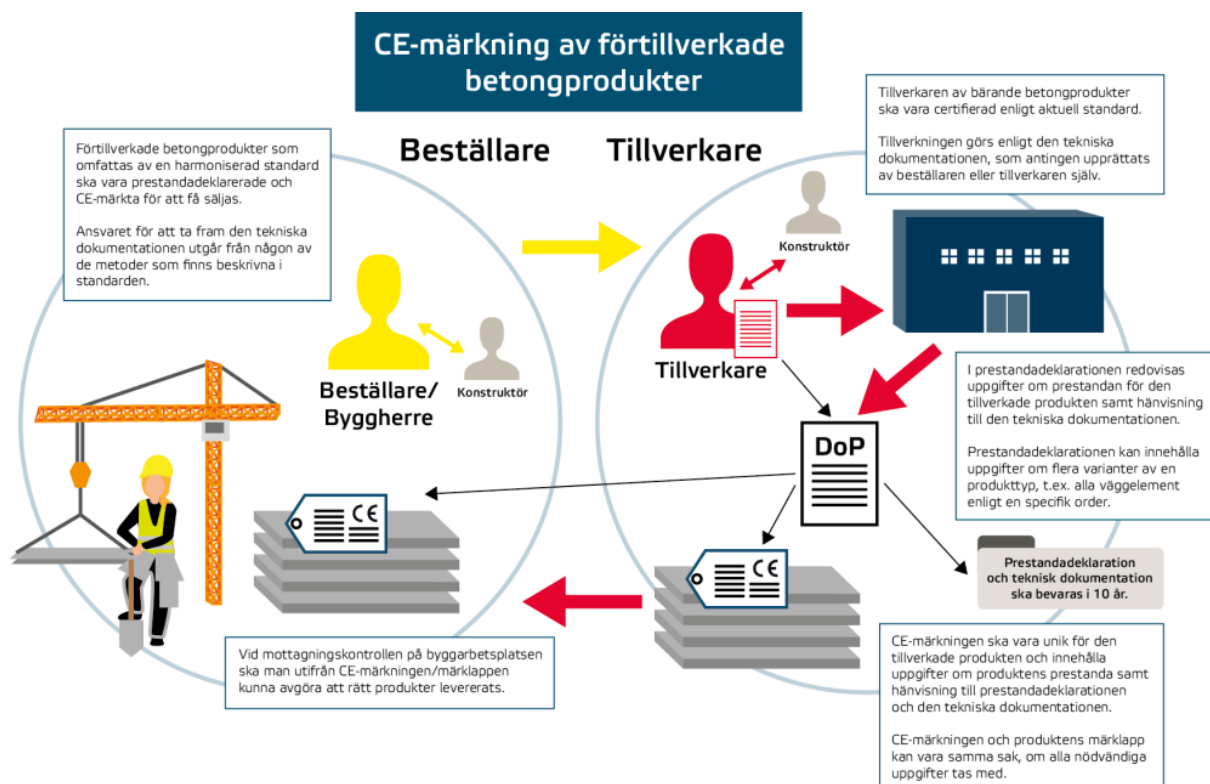 CE-märkning av förtillverkade
betongprodukter
Beställare
Tillverkare
Förtillverkade betongprodukter som
omfattas av en harmoniserad standard
ska vara prestandadeklarerade och
CE-märkta för att få säljas.
Ansvaret för att ta fram den tekniska
dokumentationen utgår från någon av
de metoder som finns beskrivna i
standarden.
Tillverkaren av bärande betongprodukter
ska vara certifierad enligt aktuell standard.
Tillverkningen görs enligt den tekniska
dokumentationen, som antingen upprättats
av beställaren eller tillverkaren själv.
Konstruktör
Tillverkare
Beställare/
Byggherre
Konstruktör
I prestandadeklarationen redovisas
uppgifter om prestandan för den
tillverkade produkten samt hänvisning
till den tekniska dokumentationen.
Prestandadeklarationen kan innehålla
uppgifter om flera varianter av en
produkttyp, t.ex. alla väggelement
enligt en specifik order.
DoP
CE
CE
Prestandadeklaration
och teknisk dokumentation
ska bevaras i 10 år.
Vid mottagningskontrollen på byggarbetsplatsen
ska man utifrån CE-märkningen/märklappen
kunna avgöra att rätt produkter levererats.
CE-märkningen ska vara unik för den
tillverkade produkten och innehålla
uppgifter om produktens prestanda samt
hänvisning till prestandadeklarationen
och den tekniska dokumentationen.
CE-märkningen och produktens märklapp
kan vara samma sak, om alla nödvändiga
uppgifter tas med.